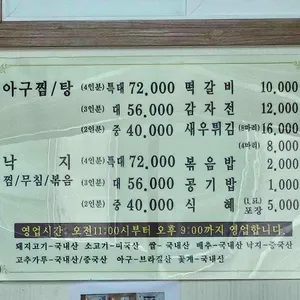 아구찜/탕 (4인분) 특대 72,000 떡 갈 비 10,000
(3인분) 대 56,000 감 자 전 12,000
(2인분) 중 40,000 새우튀김 (8마리) 16,000
(4마리) 8,000
낙 지 (4인분) 특대 72,000 볶 음 밥 2,000
찜/무침/볶음 (3인분) 대 56,000 공 기 밥 1,000
(2인분) 중 40,000 식 혜 (1.5L) 포장 5,000
영업시간: 오전11:00시부터 오후 9:00까지 영업합니다.
돼지고기-국내산 소고기-미국산 쌀-국내산 배추-국내산 낙지-중국산
고추가루-국내산/중국산 아구-브라질산 꽃게-국내신